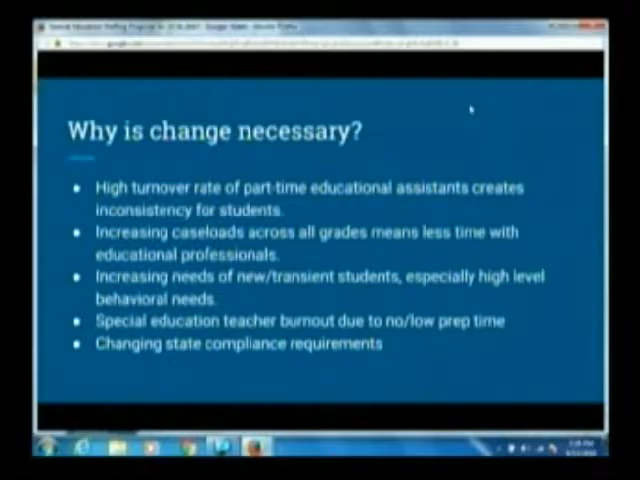 Why is change necessary?
● High turnover rate of part-time educational assistants creates
inconsistency for students.
● Increasing caseloads across all grades means less time with
educational professionals.
● Increasing needs of new/transient students, especially high level
behavioral needs.
● Special education teacher burnout due to no/low prep time
● Changing state compliance requirements